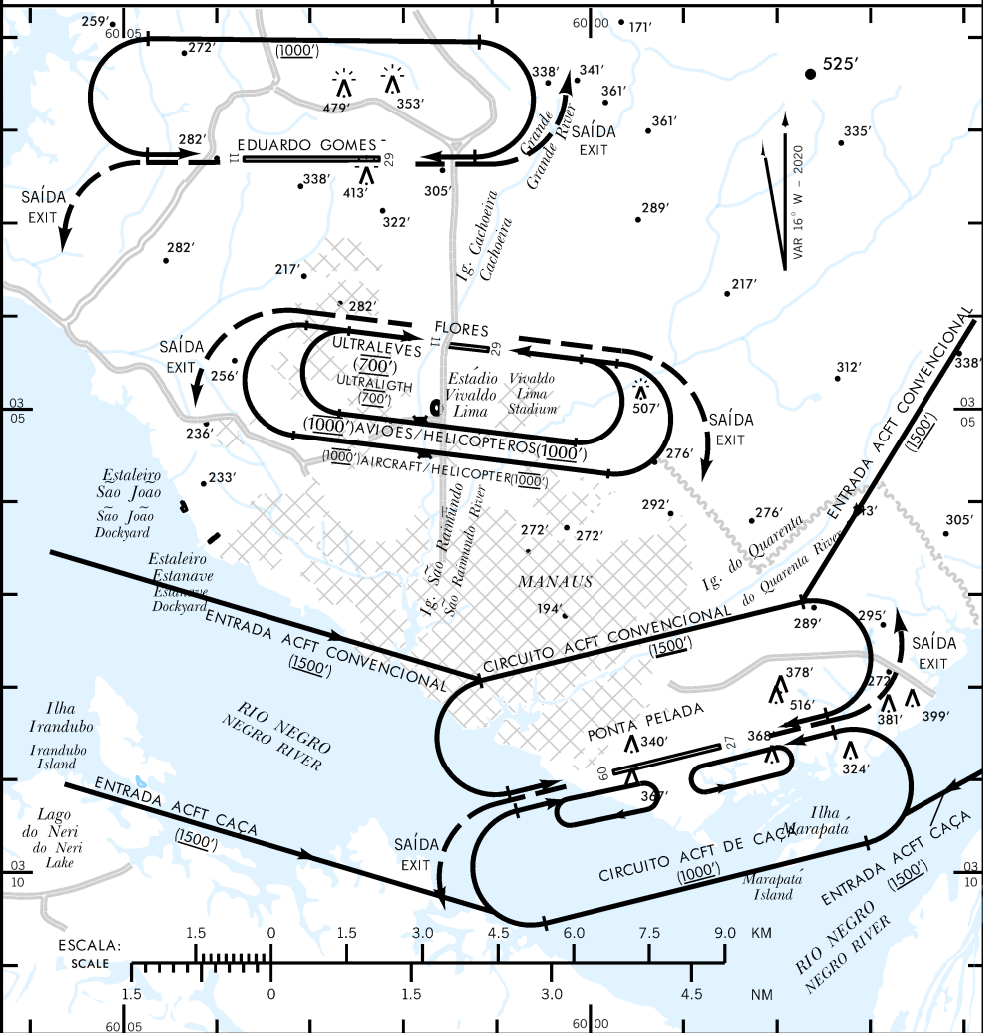 259′
60 05
60 00
171′
272′
(1000′)
479′
353′
338′
341′
361′
525′
361′
335′
282′
11
EDUARDO GOMES
29
Grande
Grande River
SAÍDA
EXIT
SAÍDA
EXIT
338′
413′
305′
322′
289′
VAR 16° W - 2020
282′
Ig. Cachoeira
Cachoeira
217′
217′
282′
FLORES
11
29
SAÍDA
EXIT
256′
ULTRALEVES
(700′)
ULTRALIGTH
(700′)
Estádio
Vivaldo
Lima
Vivaldo
Lima
Stadium
507′
312′
338′
03
05
03
05
236′
(1000′)AVIOES/HELICOPTEROS(1000′)
(1000′)AIRCRAFT/HELICOPTER(1000′)
276′
SAÍDA
EXIT
ENTRADA ACFT CONVENCIONAL
(1500′)
Estaleiro
São João
São João
Dockyard
233′
292′
276′
305′
272′
272′
Ig. São Raimundo
São Raimundo River
Ig. do Quarenta
do Quarenta River
Estaleiro
Estanave
Estanave
Dockyard
MANAUS
194′
289′
295′
ENTRADA ACFT CONVENCIONAL
(1500′)
CIRCUITO ACFT CONVENCIONAL
(1500′)
SAÍDA
EXIT
272′
378′
516′
381′
399′
Ilha
Irandubo
Irandubo
Island
RIO NEGRO
NEGRO RIVER
PONTA PELADA
09
27
340′
368′
324′
367′
ENTRADA ACFT CAÇA
(1500′)
Lago
do Neri
do Neri
Lake
SAÍDA
EXIT
Ilha
Marapatá
CIRCUITO ACFT DE CAÇA
(1000′)
Marapatá
Island
ENTRADA ACFT CAÇA
(1500′)
03
10
03
10
RIO NEGRO
NEGRO RIVER
ESCALA:
SCALE
1.5 0 1.5 3.0 4.5 6.0 7.5 9.0 KM
1.5 0 1.5 3.0 4.5 NM
60 05
60 00